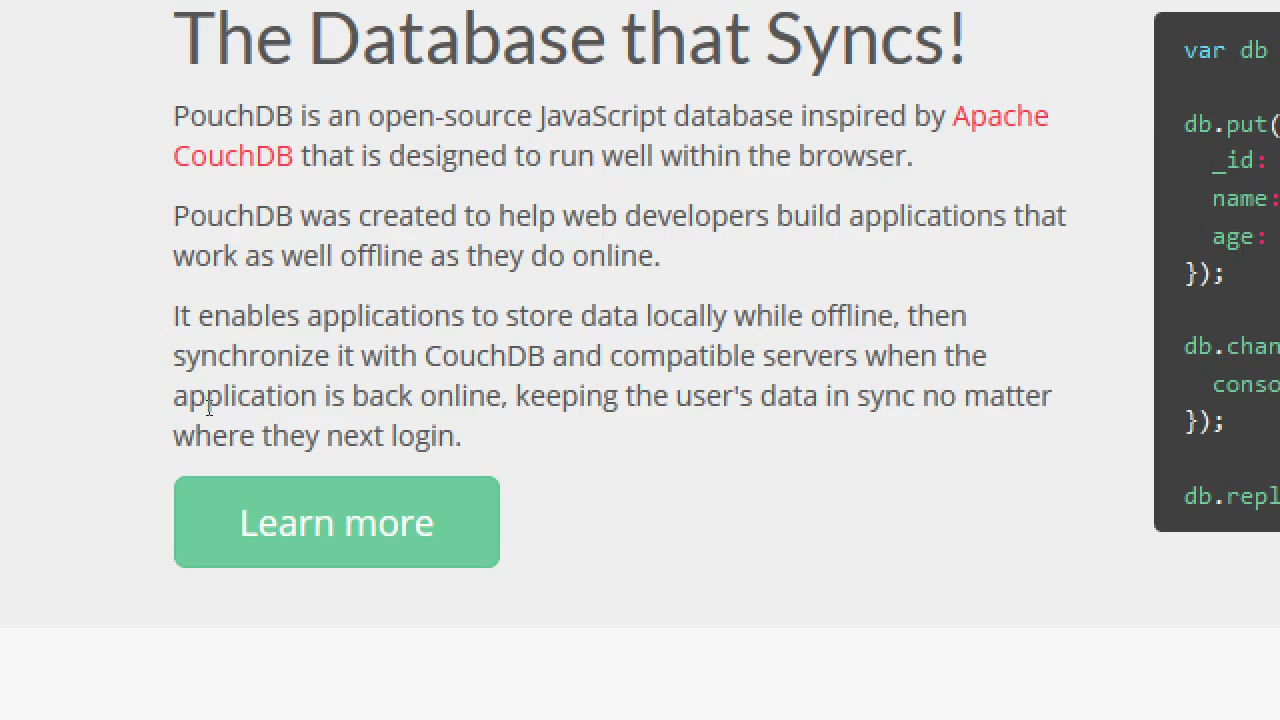 The Database that Syncs!
PouchDB is an open-source JavaScript database inspired by Apache
CouchDB that is designed to run well within the browser.
PouchDB was created to help web developers build applications that
work as well offline as they do online.
It enables applications to store data locally while offline, then
synchronize it with CouchDB and compatible servers when the
application is back online, keeping the user's data in sync no matter
where they next login.
Learn more
var db
db.put(
_id:
name:
age:
});
db.chan
conso
});
db.repl